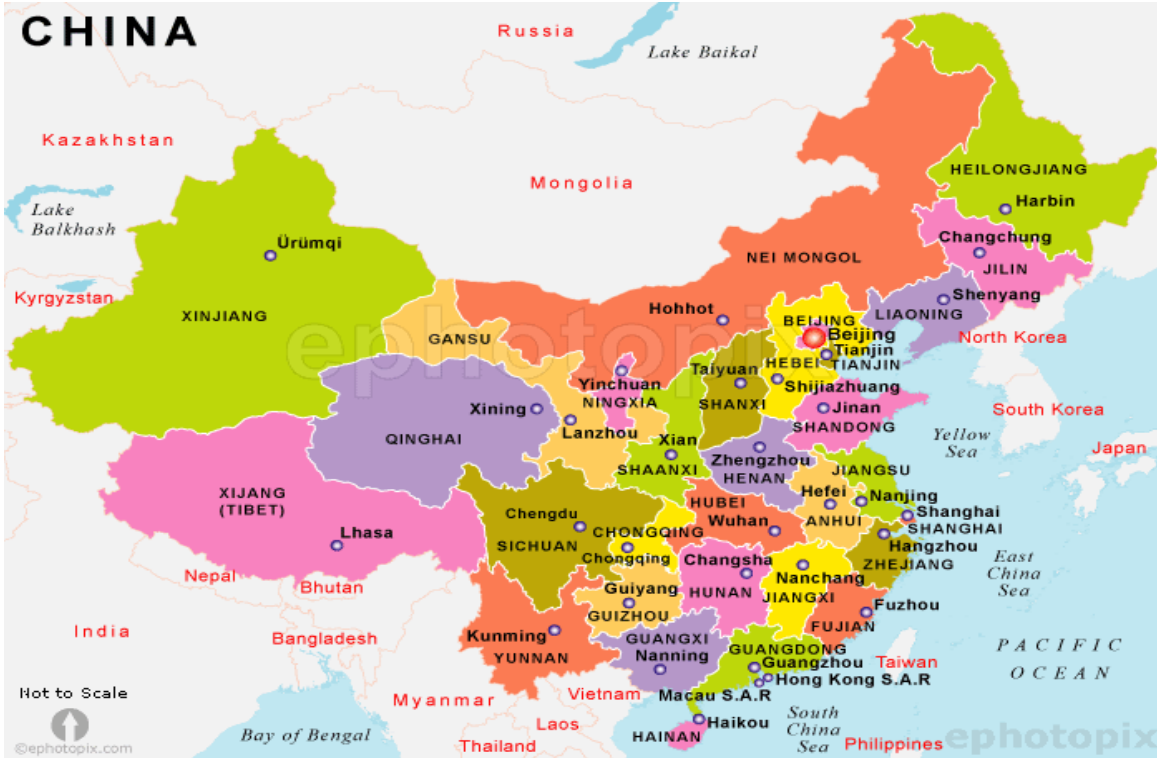 CHINA
Russia
Lake Baikal
Kazakhstan
Mongolia
HEILONGJIANG
Harbin
Lake
Balkhash
Ürümqi
Changchung
JILIN
NEI MONGOL
Kyrgyzstan
XINJIANG
Hohhot
Shenyang
LIAONING
BEIJING
Beijing
North Korea
GANSU
ephotopix
Tianjin
TIANJIN
HEBEI
Taiyuan
Yinchuan
NINGXIA
Shijiazhuang
SHANXI
Xining
Lanzhou
Jinan
SHANDONG
South Korea
QINGHAI
Xian
SHAANXI
Yellow
Sea
Japan
Zhengzhou
HENAN
JIANGSU
XIJANG
(TIBET)
Hefei
ANHUI
Nanjing
HUBEI
Wuhan
Shanghai
SHANGHAI
Chengdu
SICHUAN
CHONGQING
Chongqing
Lhasa
Hangzhou
ZHEJIANG
East
China
Sea
Changsha
HUNAN
Nanchang
JIANGXI
Nepal
Bhutan
Guiyang
GUIZHOU
Fuzhou
FUJIAN
India
Bangladesh
Kunming
YUNNAN
GUANGXI
Nanning
GUANGDONG
Guangzhou
Hong Kong S.A.R
Macau S.A.R
Taiwan
PACIFIC
OCEAN
Not to Scale
Myanmar
Vietnam
Laos
Thailand
Haikou
HAINAN
South
China
Sea
Philippines
Bay of Bengal
©ephotopix.com
ephotopix